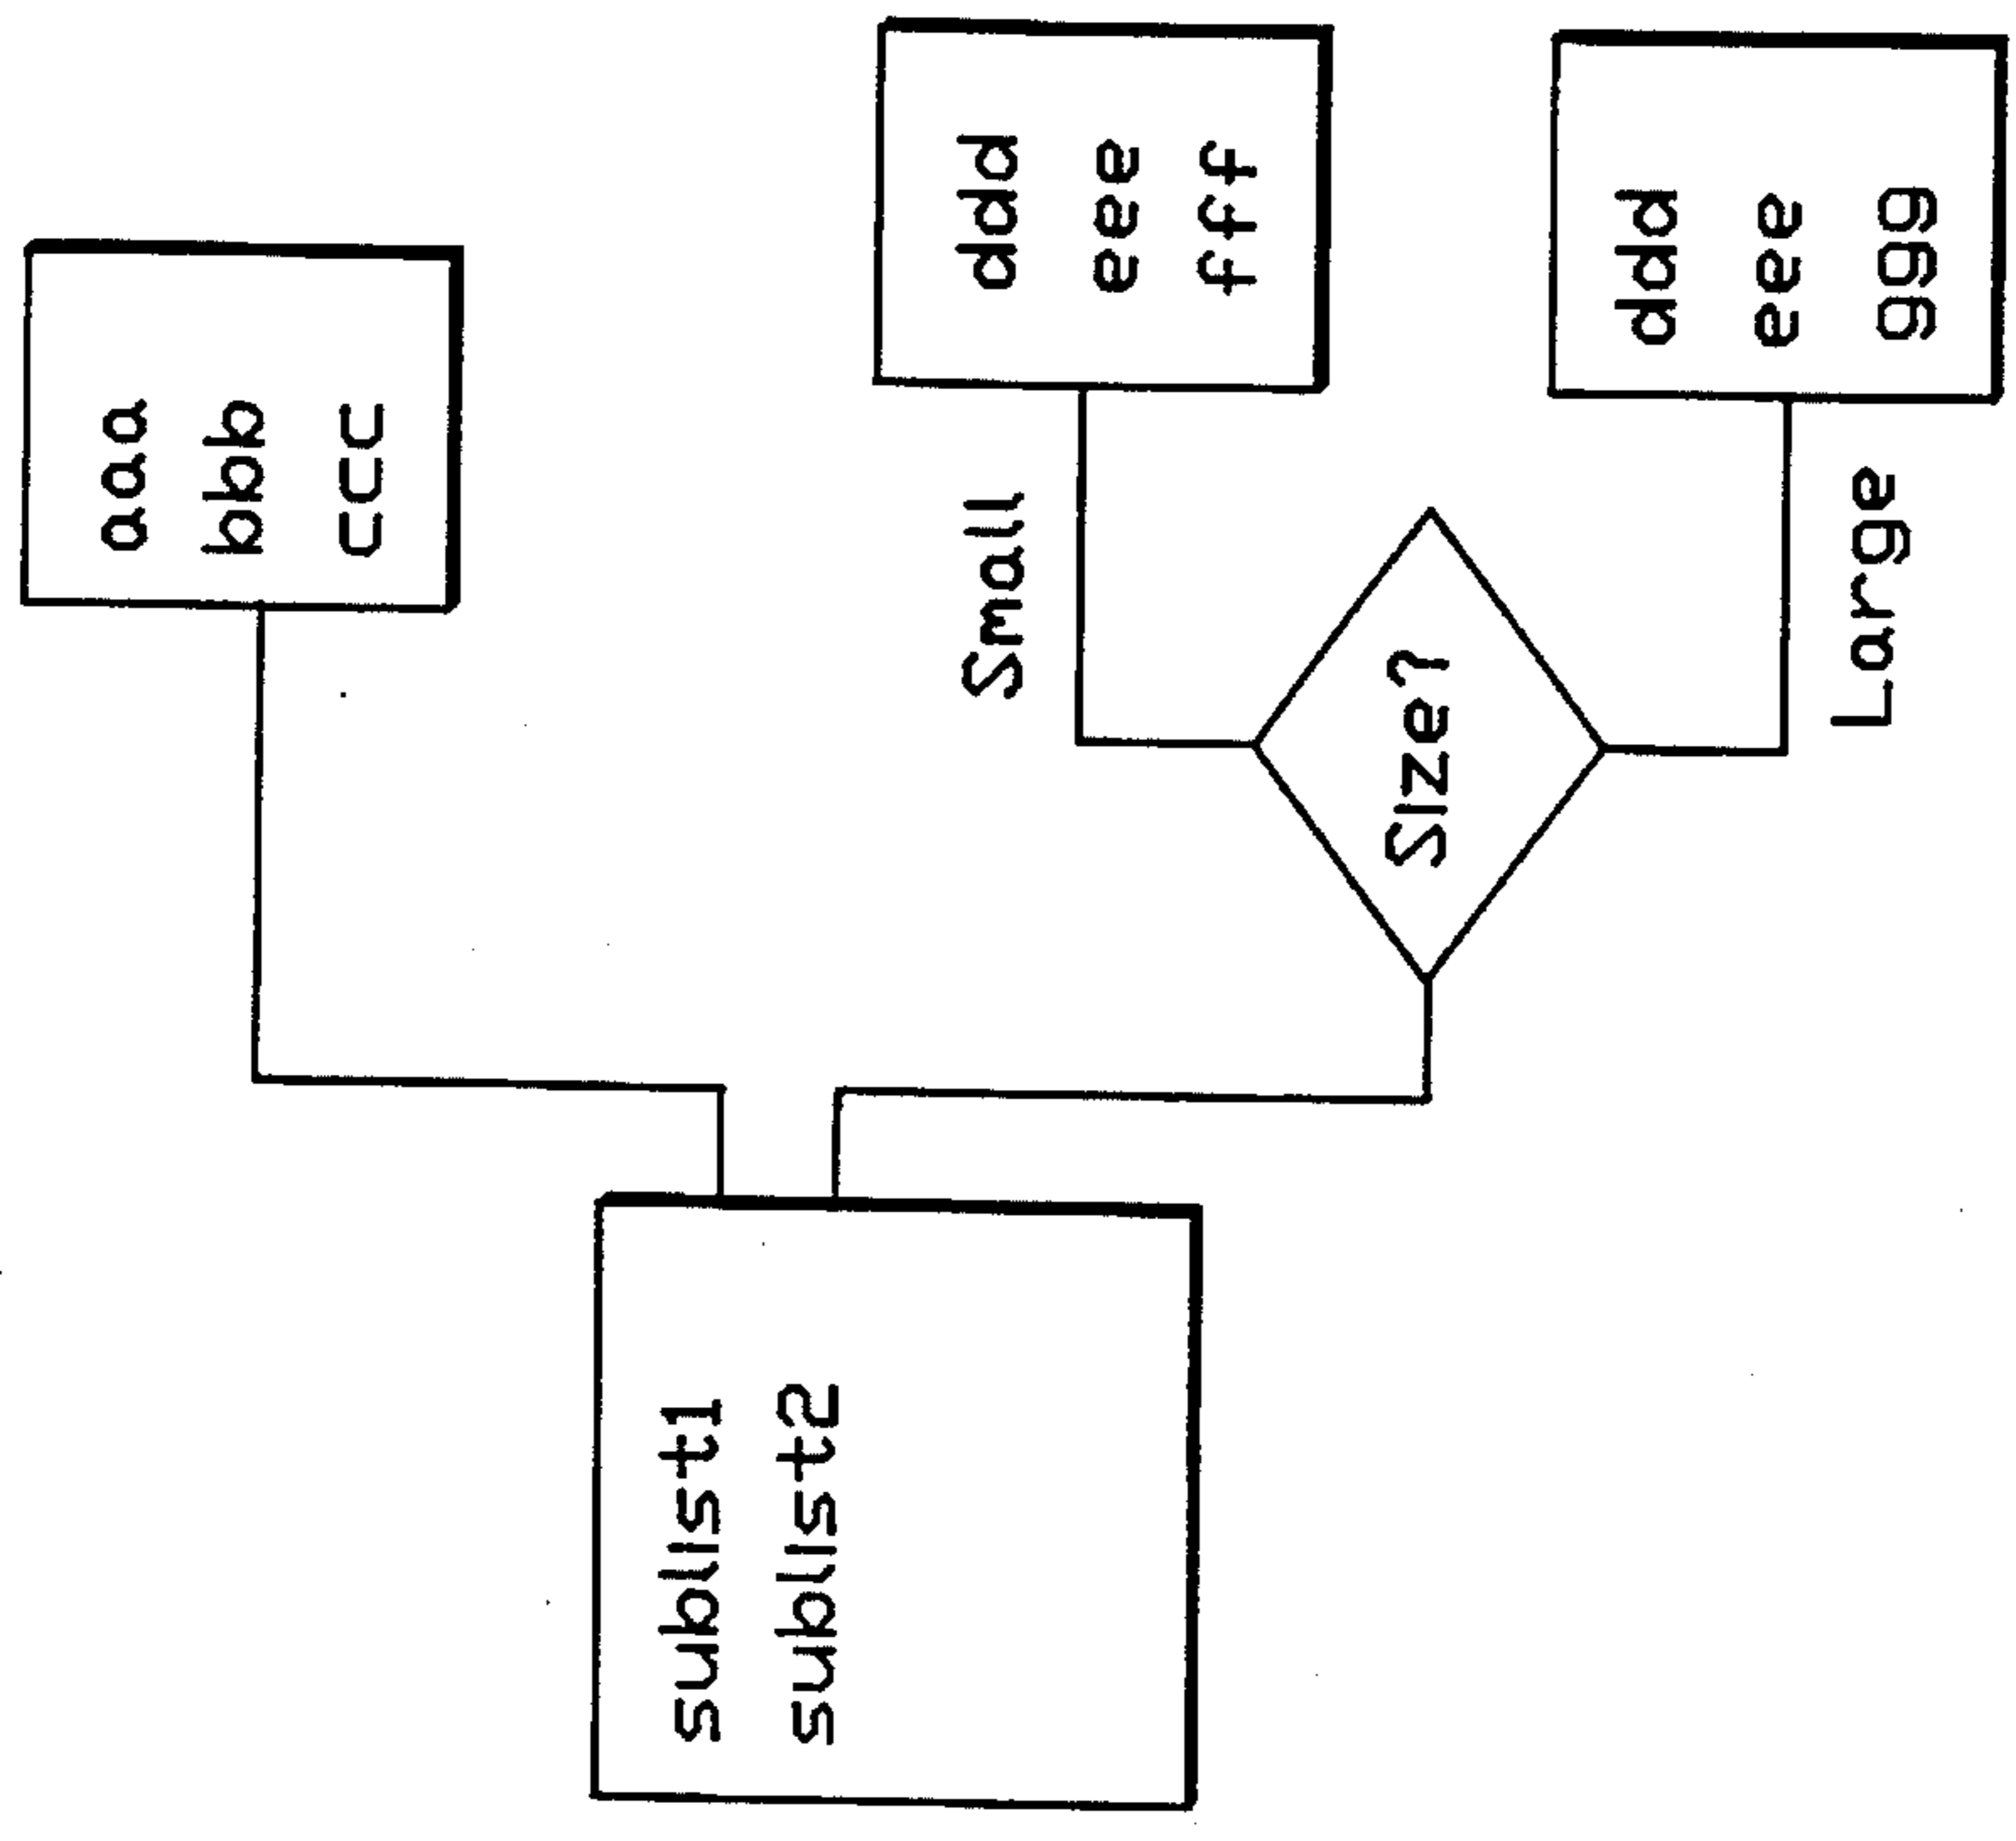 aaa
bbb
ccc
sublist1
sublist2
Small
ddd
eee
fff
Size?
Large
ddd
eee
ggg